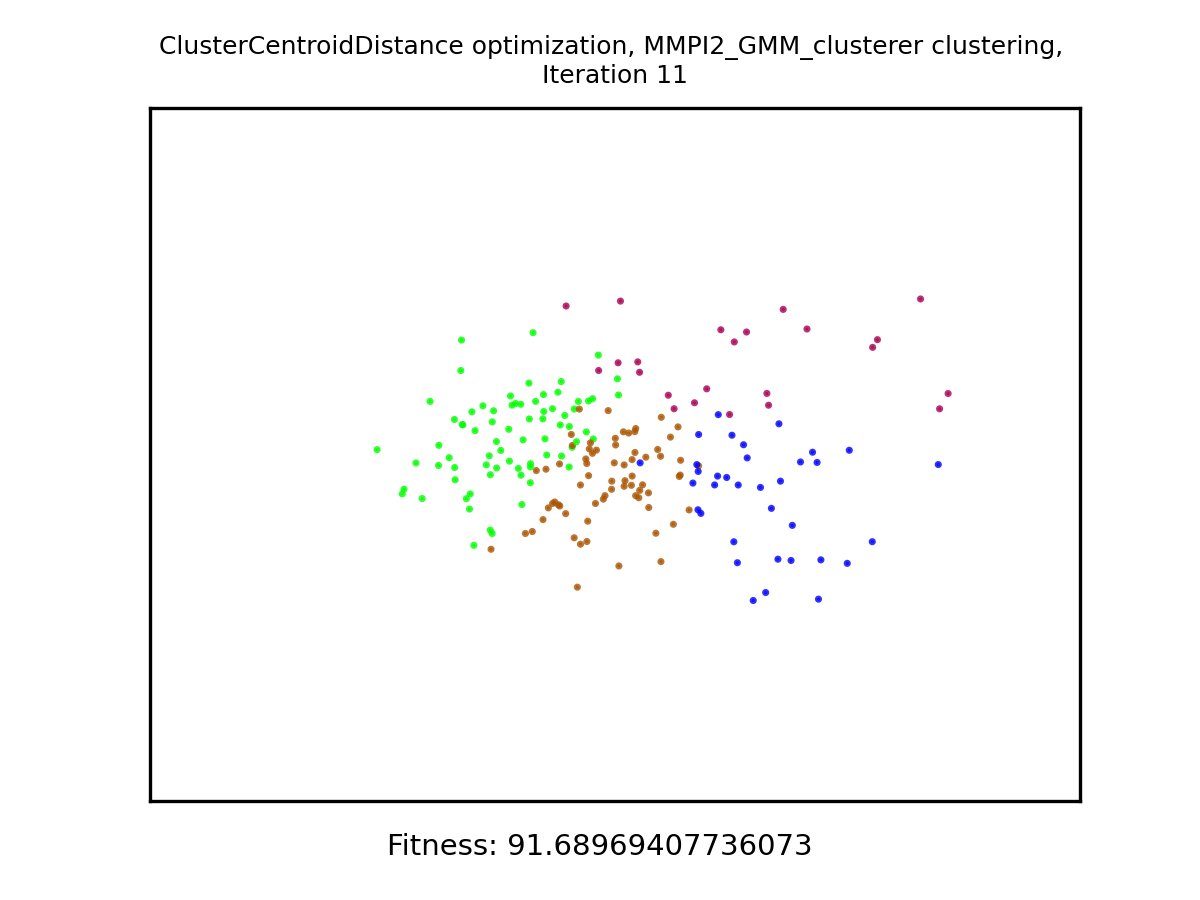 ClusterCentroidDistance optimization, MMPI2_GMM_clusterer clustering,
Iteration 11
Fitness: 91.68969407736073